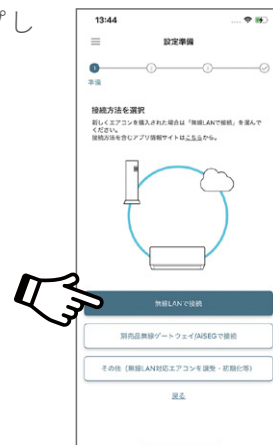 プし
13:44
設定準備
準備
接続方法を選択
新しくエアコンを購入された場合は「無線LANで接続」を選んで
ください。
接続方法を含むアプリ情報サイトはこちらから。
無線LANで接続
別売品無線ゲートウェイ/AiSEGで接続
その他（無線LAN対応エアコンを譲受・初期化等）
戻る